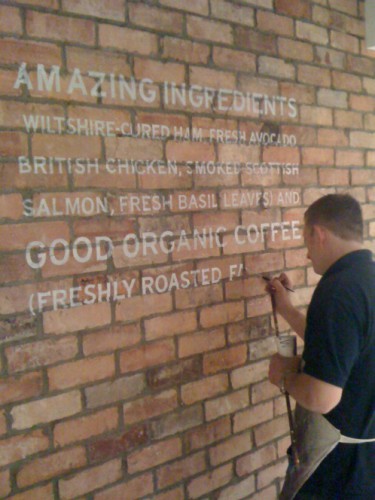 AMAZING INGREDIENTS
WILTSHIRE-CURED HAM, FRESH AVOCADO
BRITISH CHICKEN, SMOKED SCOTTISH
SALMON, FRESH BASIL (LEAVES) AND
GOOD ORGANIC COFFEE
(FRESHLY ROASTED, FA